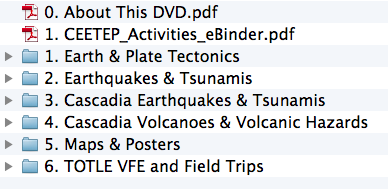 0. About This DVD.pdf
1. CEETEP_Activities_eBinder.pdf
1. Earth & Plate Tectonics
2. Earthquakes & Tsunamis
3. Cascadia Earthquakes & Tsunamis
4. Cascadia Volcanoes & Volcanic Hazards
5. Maps & Posters
6. TOTLE VFE and Field Trips